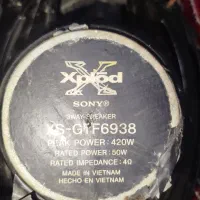 Xplōd
SONY®
3WAY SPEAKER
XS-GTF6938
PEAK POWER: 420W
RATED POWER: 50W
RATED IMPEDANCE: 4Ω
MADE IN VIETNAM
HECHO EN VIETNAM